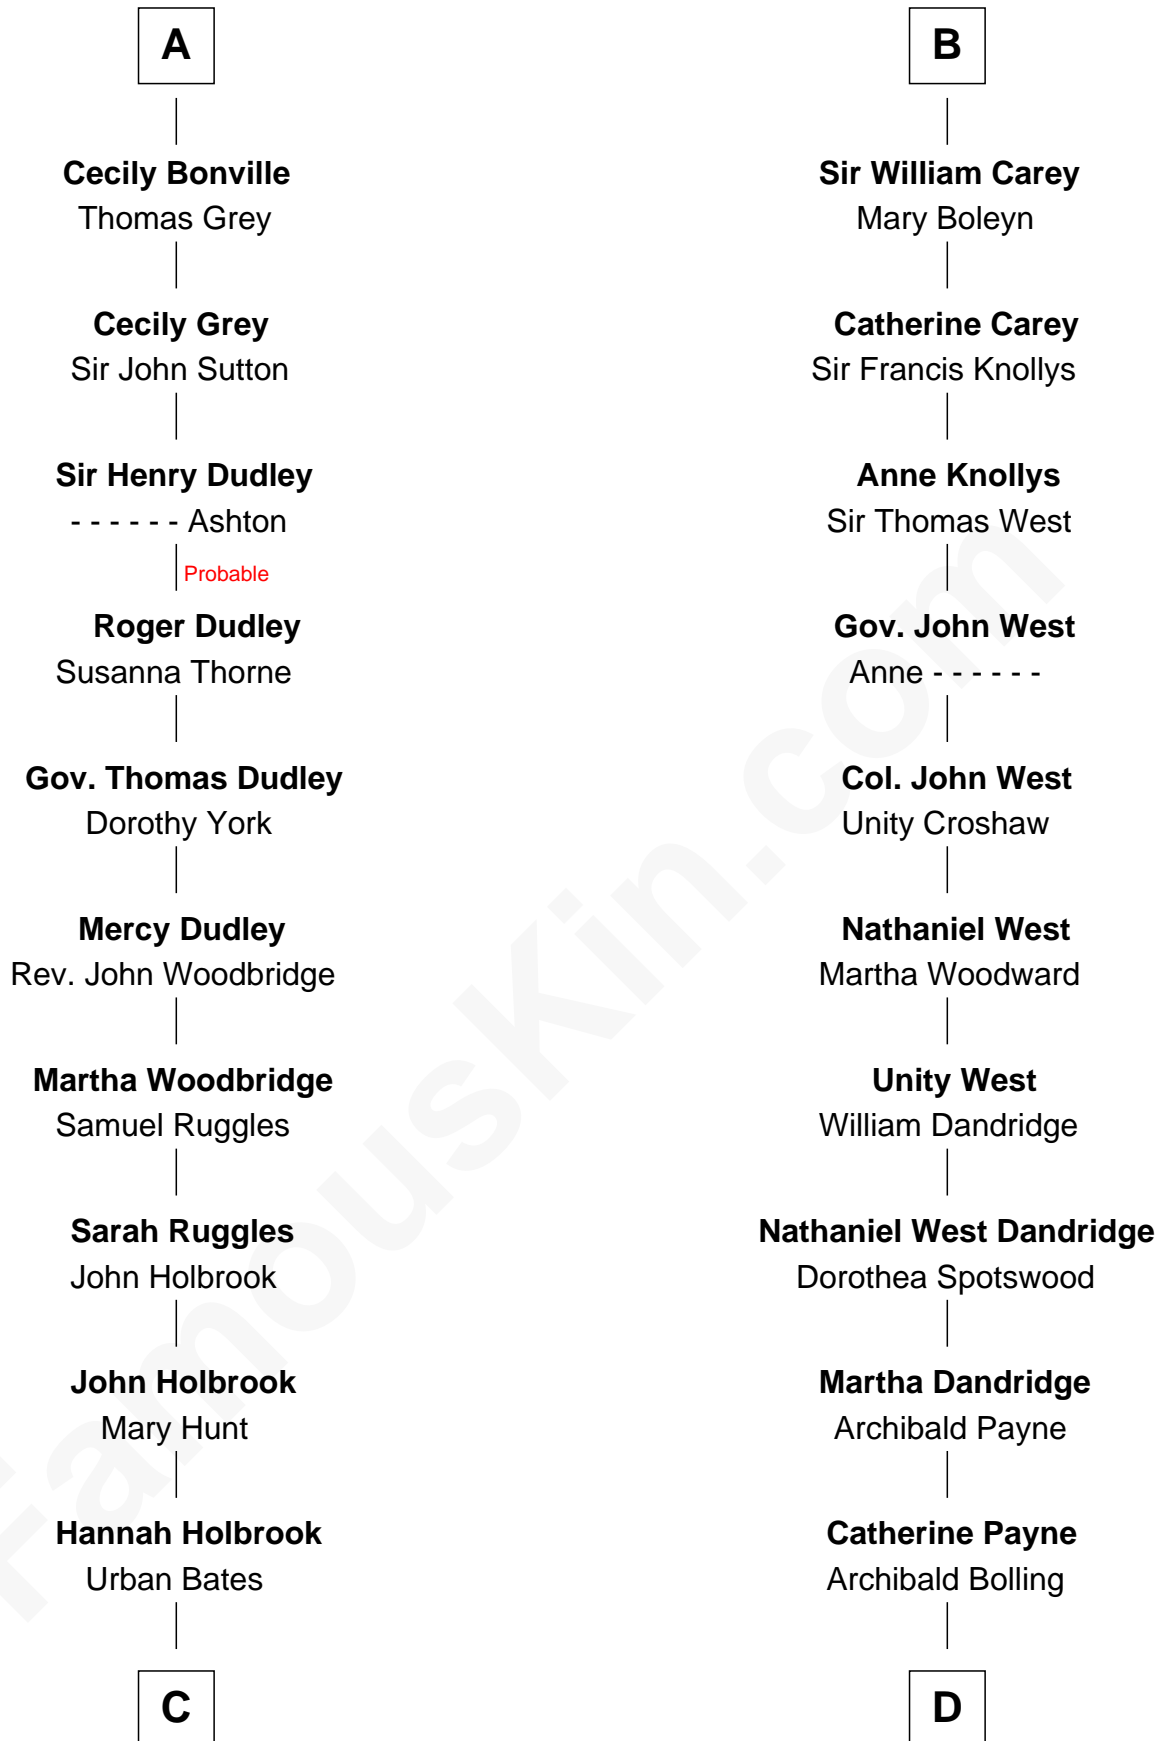 A
Cecily Bonville
Thomas Grey
Cecily Grey
Sir John Sutton
Sir Henry Dudley
- - - - - - Ashton
Probable
Roger Dudley
Susanna Thorne
Gov. Thomas Dudley
Dorothy York
Mercy Dudley
Rev. John Woodbridge
Martha Woodbridge
Samuel Ruggles
Sarah Ruggles
John Holbrook
John Holbrook
Mary Hunt
Hannah Holbrook
Urban Bates
C
B
Sir William Carey
Mary Boleyn
Catherine Carey
Sir Francis Knollys
Anne Knollys
Sir Thomas West
Gov. John West
Anne - - - - - -
Col. John West
Unity Croshaw
Nathaniel West
Martha Woodward
Unity West
William Dandridge
Nathaniel West Dandridge
Dorothea Spotswood
Martha Dandridge
Archibald Payne
Catherine Payne
Archibald Bolling
D
FamousKin.com